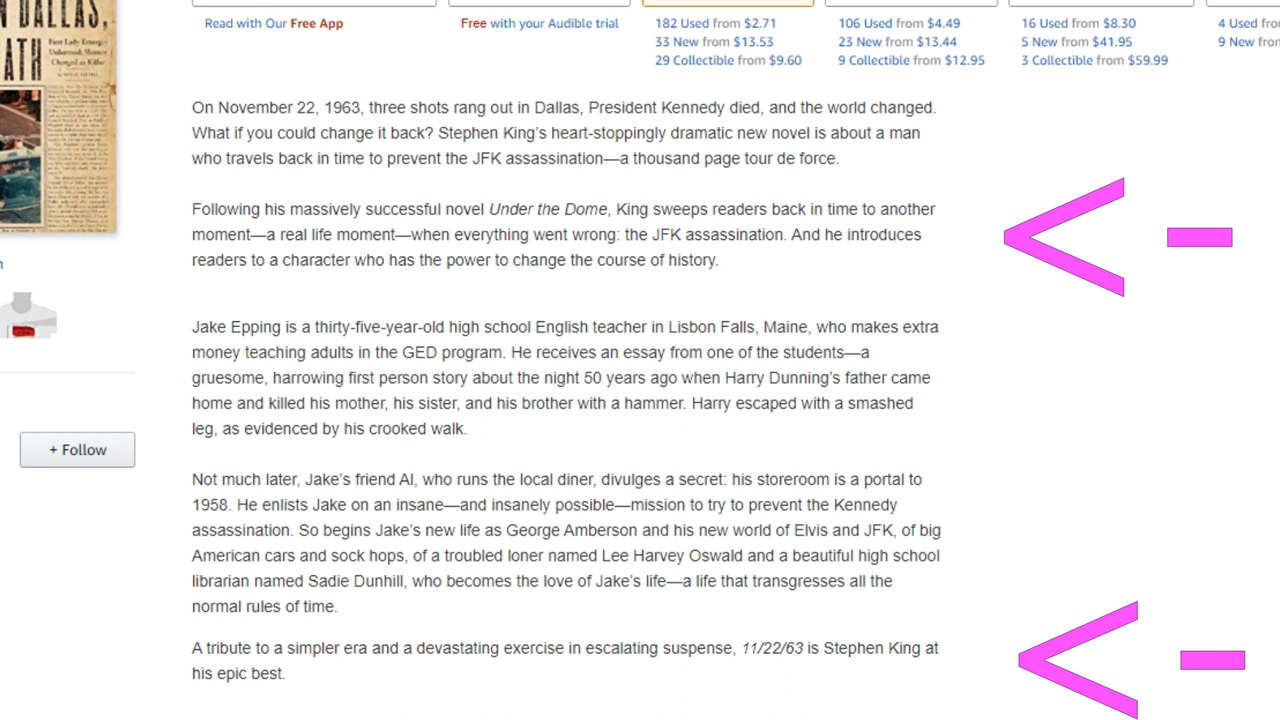 N DALLAS,
ATH
First Lady Emerges
Unharmed, Shooter
Charged as Killer
Read with Our Free App
Free with your Audible trial
182 Used from $2.71
33 New from $13.53
29 Collectible from $9.60
106 Used from $4.49
23 New from $13.44
9 Collectible from $12.95
16 Used from $8.30
5 New from $41.95
3 Collectible from $59.99
4 Used
9 New
On November 22, 1963, three shots rang out in Dallas, President Kennedy died, and the world changed.
What if you could change it back? Stephen King’s heart-stoppingly dramatic new novel is about a man
who travels back in time to prevent the JFK assassination—a thousand page tour de force.
Following his massively successful novel Under the Dome, King sweeps readers back in time to another
moment—a real life moment—when everything went wrong: the JFK assassination. And he introduces
readers to a character who has the power to change the course of history.
Jake Epping is a thirty-five-year-old high school English teacher in Lisbon Falls, Maine, who makes extra
money teaching adults in the GED program. He receives an essay from one of the students—a
gruesome, harrowing first person story about the night 50 years ago when Harry Dunning’s father came
home and killed his mother, his sister, and his brother with a hammer. Harry escaped with a smashed
leg, as evidenced by his crooked walk.
Not much later, Jake’s friend Al, who runs the local diner, divulges a secret: his storeroom is a portal to
1958. He enlists Jake on an insane—and insanely possible—mission to try to prevent the Kennedy
assassination. So begins Jake’s new life as George Amberson and his new world of Elvis and JFK, of big
American cars and sock hops, of a troubled loner named Lee Harvey Oswald and a beautiful high school
librarian named Sadie Dunhill, who becomes the love of Jake’s life—a life that transgresses all the
normal rules of time.
A tribute to a simpler era and a devastating exercise in escalating suspense, 11/22/63 is Stephen King at
his epic best.
+ Follow